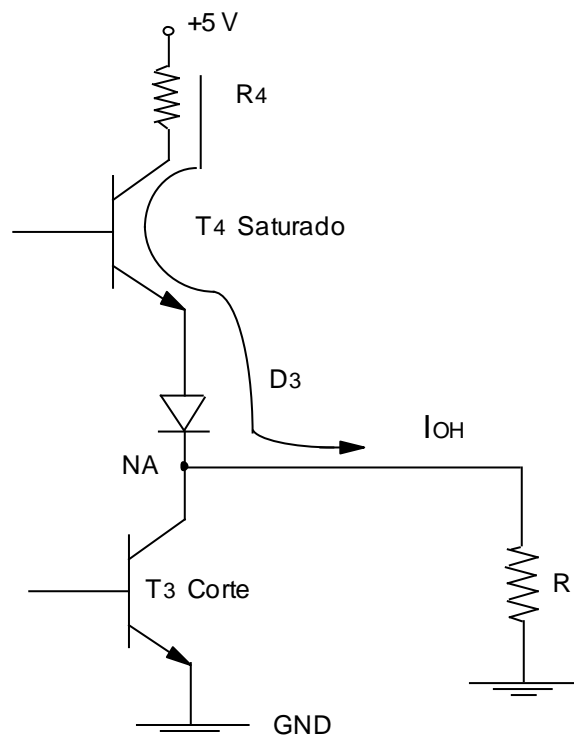 +5 V
R4
T4 Saturado
D3
IOH
NA
T3 Corte
R
GND